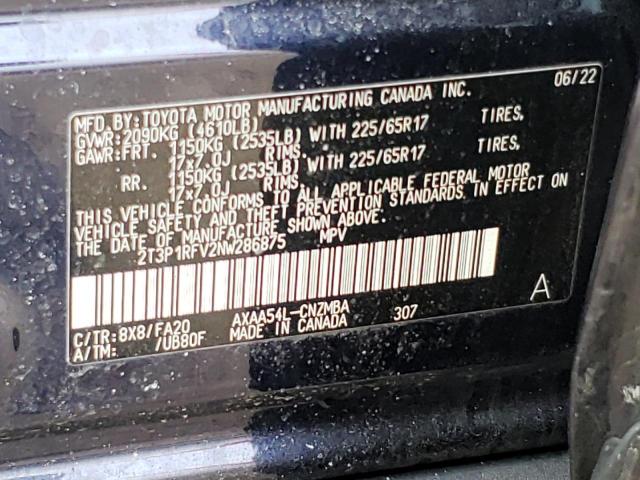 MFD.BY:TOYOTA MOTOR MANUFACTURING CANADA INC. 06/22
GVWR:2090KG (4610LB)
GAWR:FRT. 1150KG (2535LB) WITH 225/65R17 TIRES,
17x7.0J RIMS.
RR. 1150KG (2535LB) WITH 225/65R17 TIRES,
17x7.0J RIMS.
THIS VEHICLE CONFORMS TO ALL APPLICABLE FEDERAL MOTOR
VEHICLE SAFETY AND THEFT PREVENTION STANDARDS IN EFFECT ON
THE DATE OF MANUFACTURE SHOWN ABOVE.
2T3P1RFV2NW286875 MPV
A
C/TR:8X8/FA20 AXAA54L-CNZMBA 307
A/TM: /UB80F MADE IN CANADA